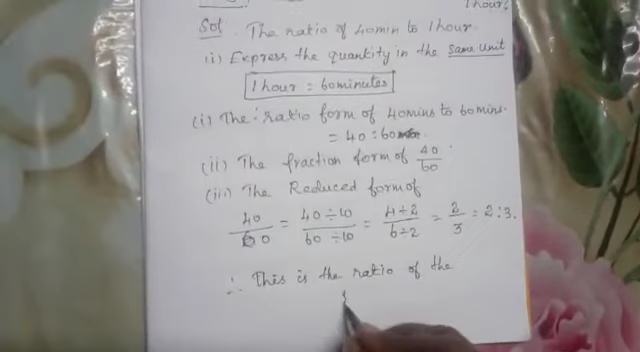 1 hour.
Sol. The ratio of 40min to 1hour.
(i) Express the quantity in the same unit
1 hour = 60minutes
(i) The ratio form of 40mins to 60mins.
= 40:60
(ii) The fraction form of 40/60.
(iii) The Reduced form of
40/60 = 40÷10/60÷10 = 4÷2/6÷2 = 2/3 = 2:3.
∴ This is the ratio of the